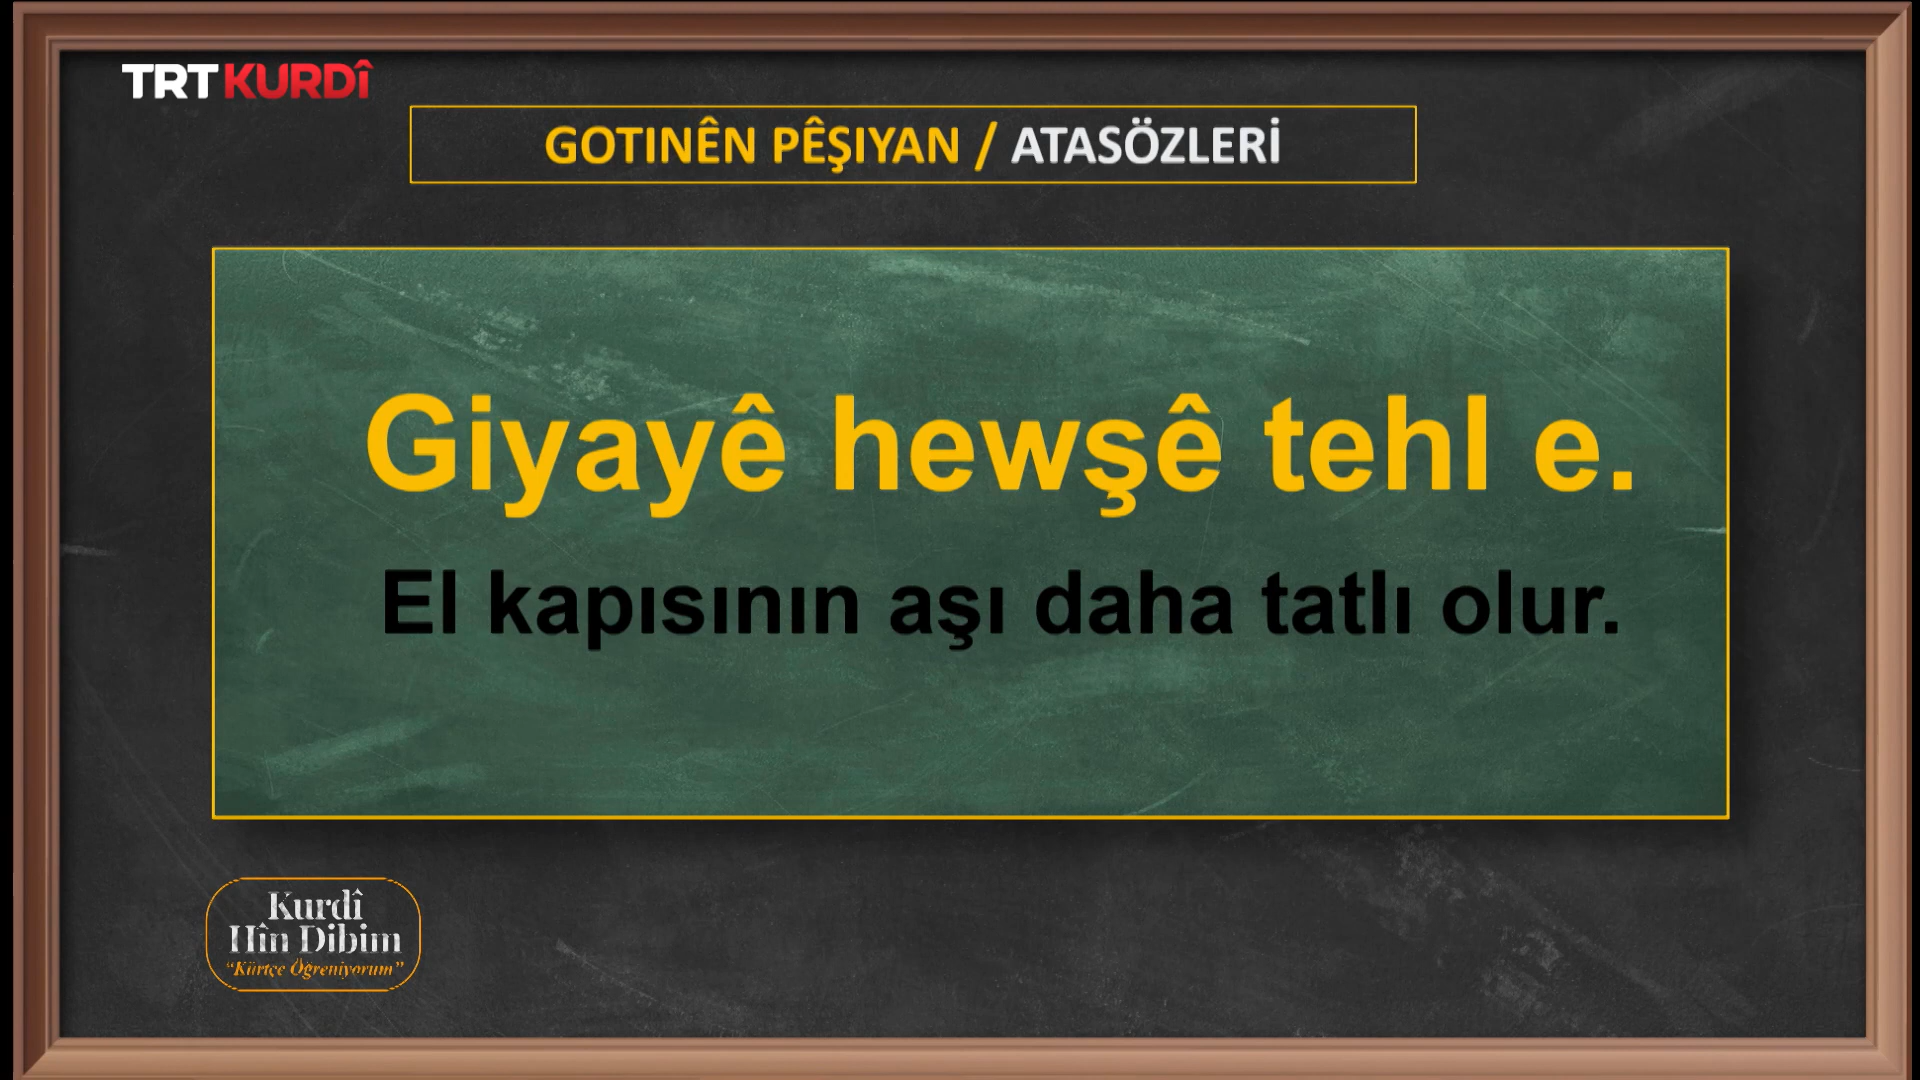 TRT KURDÎ
GOTINÊN PÊŞIYAN / ATASÖZLERİ
Giyayê hewşê tehl e.
El kapısının aşı daha tatlı olur.
Kurdî
Hîn Dibim
“Kürtçe Öğreniyorum”